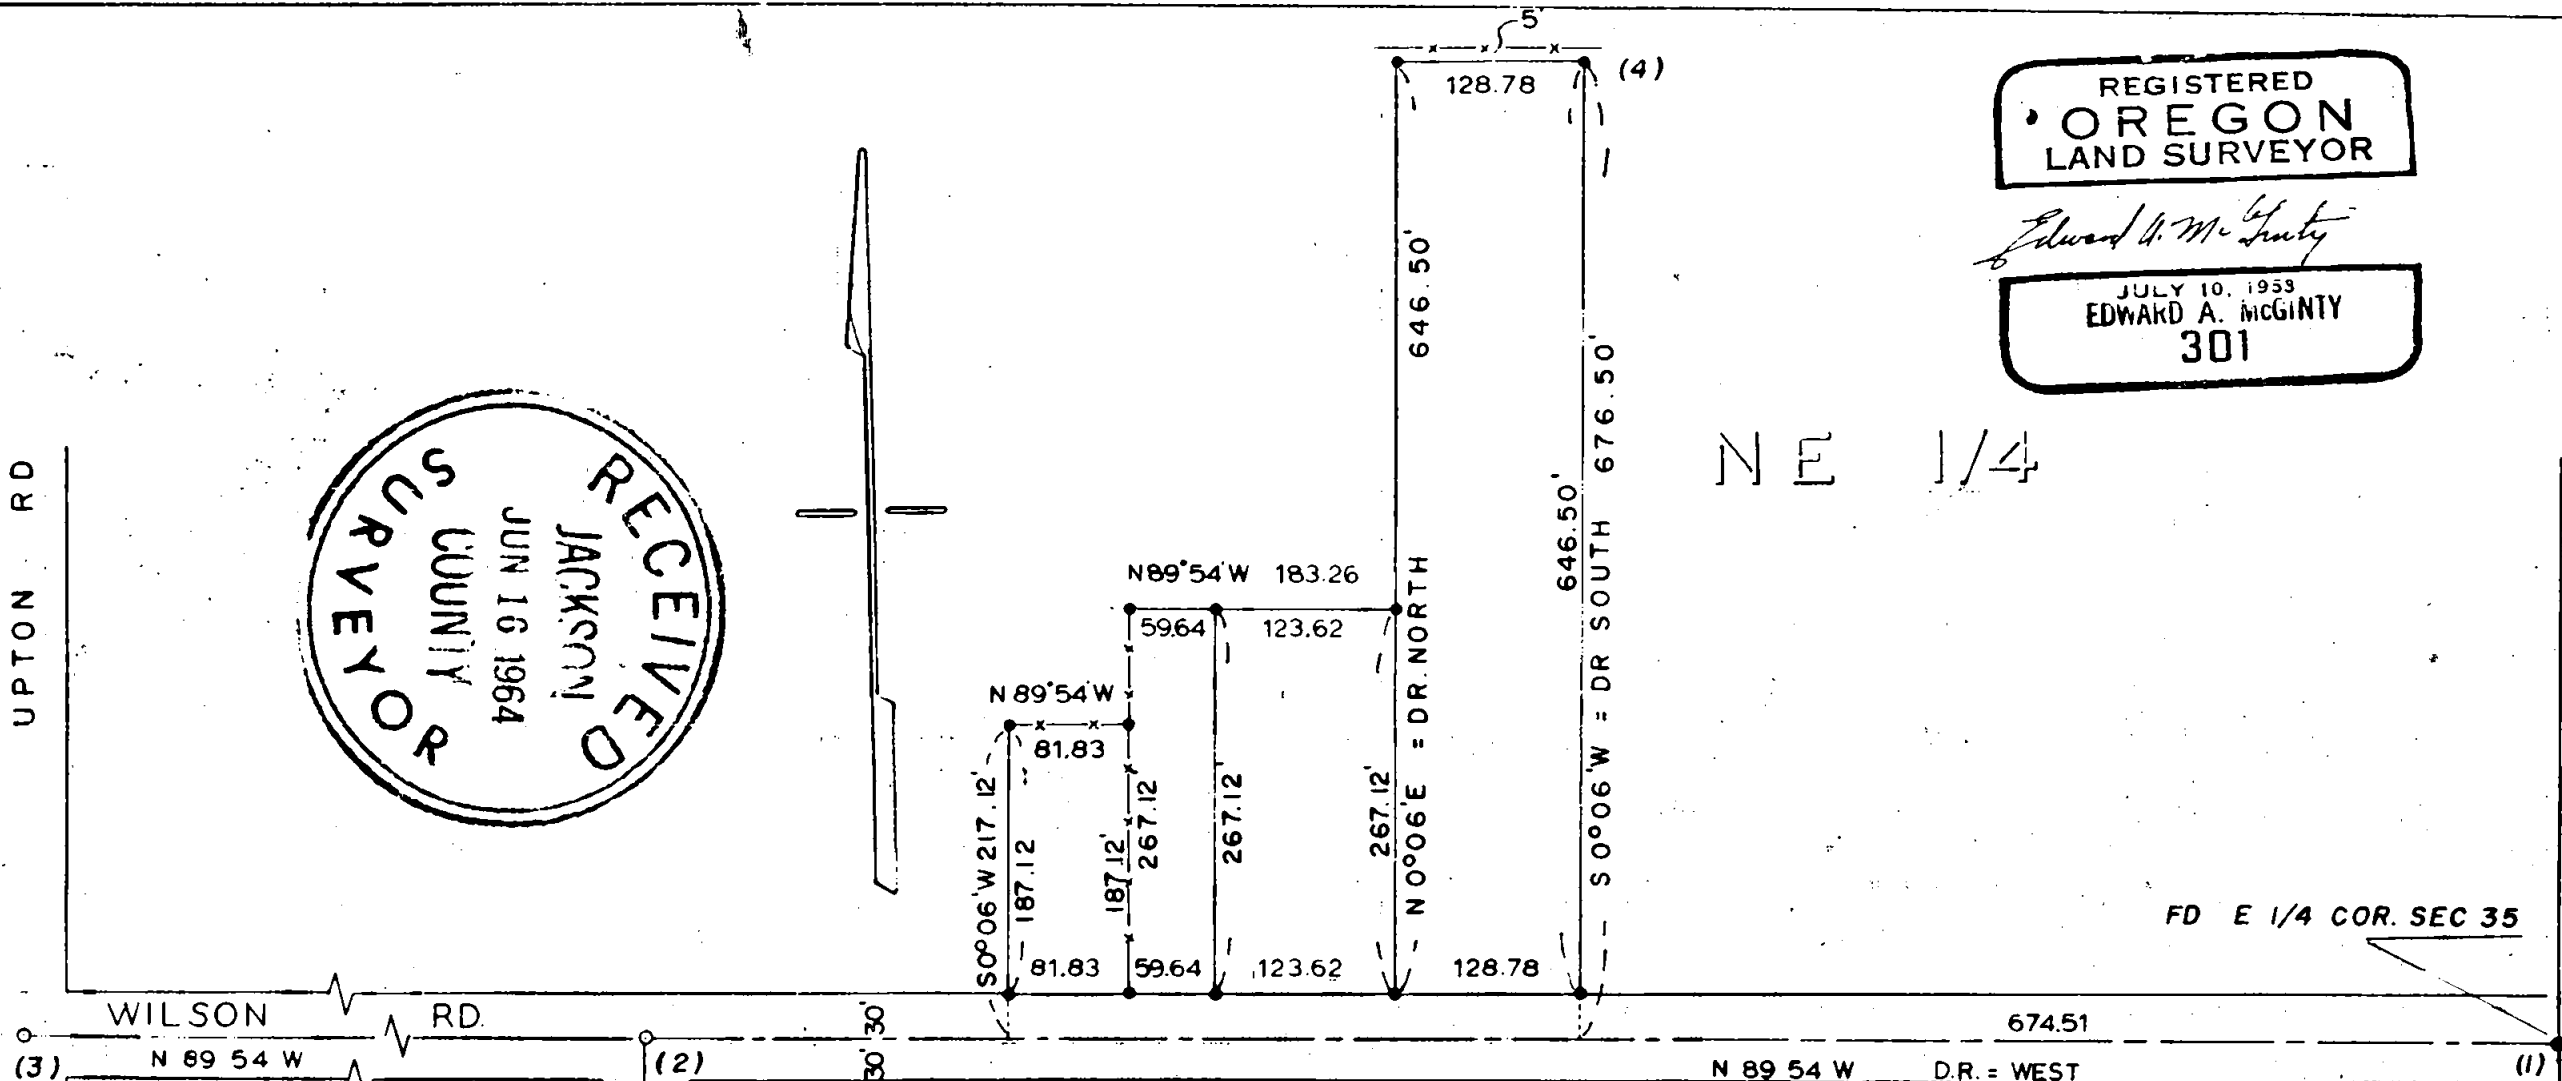 5'
128.78
(4)
REGISTERED
OREGON
LAND SURVEYOR
Edward A. McGinty
JULY 10, 1953
EDWARD A. McGINTY
301
646.50'
676.50'
646.50'
NE 1/4
UPTON RD
RECEIVED
JACKSON
JUN 16 1964
COUNTY
SURVEYOR
N89°54'W 183.26
59.64
123.62
N 89°54'W
81.83
S0°06'W 217.12'
187.12
187.12'
267.12'
267.12'
267.12'
N 0°06'E = DR. NORTH
S 0°06'W = DR SOUTH
81.83
59.64
123.62
128.78
FD E 1/4 COR. SEC 35
WILSON RD.
30'
30'
674.51
(3)
N 89 54 W
(2)
N 89 54 W
D.R. = WEST
(1)